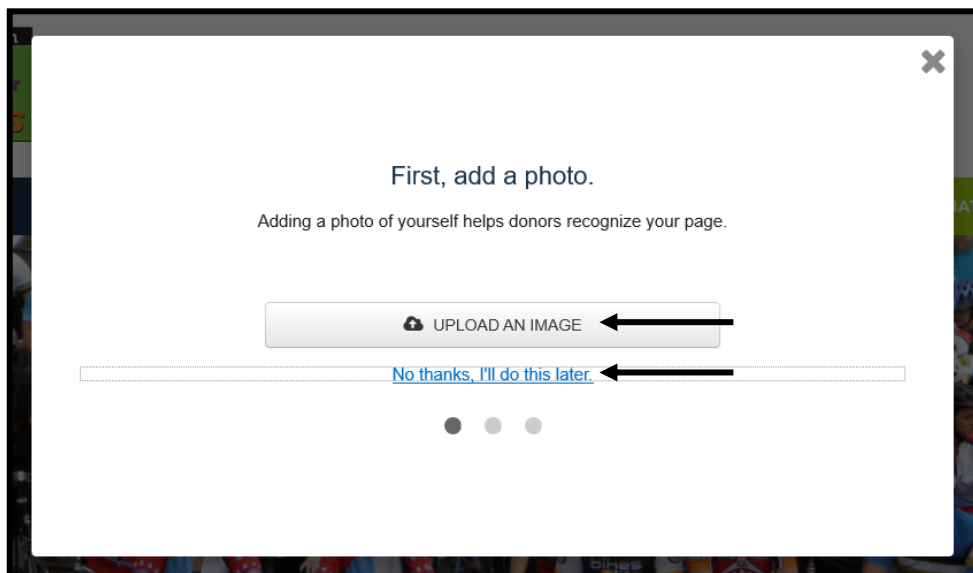 First, add a photo.
Adding a photo of yourself helps donors recognize your page.
UPLOAD AN IMAGE
No thanks, I'll do this later.